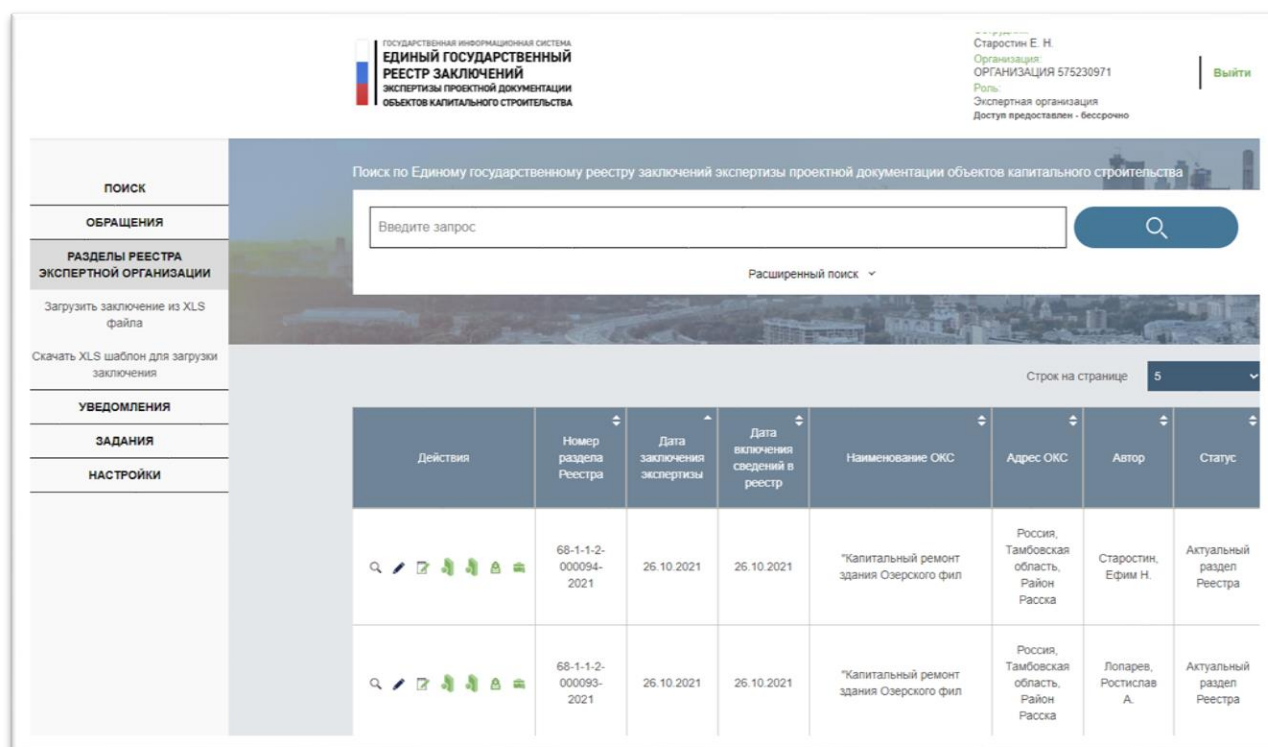 ГОСУДАРСТВЕННАЯ ИНФОРМАЦИОННАЯ СИСТЕМА
ЕДИНЫЙ ГОСУДАРСТВЕННЫЙ
РЕЕСТР ЗАКЛЮЧЕНИЙ
ЭКСПЕРТИЗЫ ПРОЕКТНОЙ ДОКУМЕНТАЦИИ
ОБЪЕКТОВ КАПИТАЛЬНОГО СТРОИТЕЛЬСТВА
Старостин Е. Н.
Организация:
ОРГАНИЗАЦИЯ 575230971
Роль:
Экспертная организация
Доступ предоставлен - бессрочно
Выйти
ПОИСК
ОБРАЩЕНИЯ
РАЗДЕЛЫ РЕЕСТРА
ЭКСПЕРТНОЙ ОРГАНИЗАЦИИ
Загрузить заключение из XLS
файла
Скачать XLS шаблон для загрузки
заключения
УВЕДОМЛЕНИЯ
ЗАДАНИЯ
НАСТРОЙКИ
Поиск по Единому государственному реестру заключений экспертизы проектной документации объектов капитального строительства
Введите запрос
Расширенный поиск
Строк на странице 5
Действия
Номер
раздела
Реестра
Дата
заключения
экспертизы
Дата
включения
сведений в
реестр
Наименование ОКС
Адрес ОКС
Автор
Статус
68-1-1-2-
000094-
2021
26.10.2021
26.10.2021
"Капитальный ремонт
здания Озерского фил
Россия,
Тамбовская
область,
Район
Расска
Старостин,
Ефим Н.
Актуальный
раздел
Реестра
68-1-1-2-
000093-
2021
26.10.2021
26.10.2021
"Капитальный ремонт
здания Озерского фил
Россия,
Тамбовская
область,
Район
Расска
Лопарев,
Ростислав
А.
Актуальный
раздел
Реестра